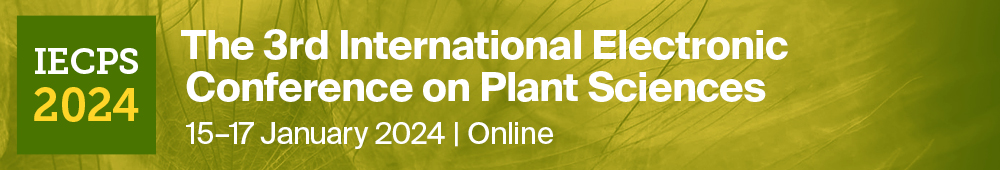 IECPS
2024
The 3rd International Electronic
Conference on Plant Sciences
15–17 January 2024 | Online